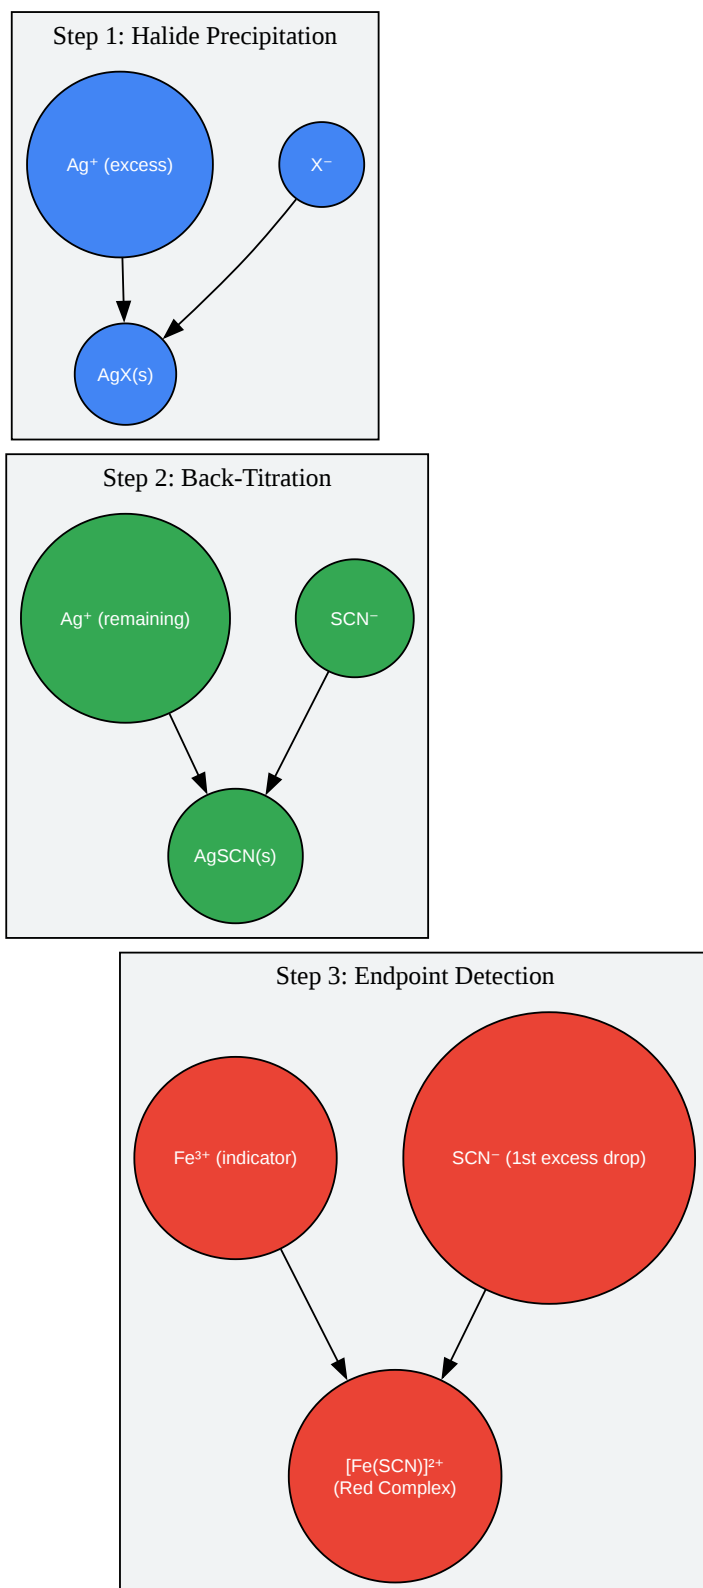 Step 1: Halide Precipitation
Ag⁺ (excess)
X⁻
AgX(s)
Step 2: Back-Titration
Ag⁺ (remaining)
SCN⁻
AgSCN(s)
Step 3: Endpoint Detection
Fe³⁺ (indicator)
SCN⁻ (1st excess drop)
[Fe(SCN)]²⁺
(Red Complex)